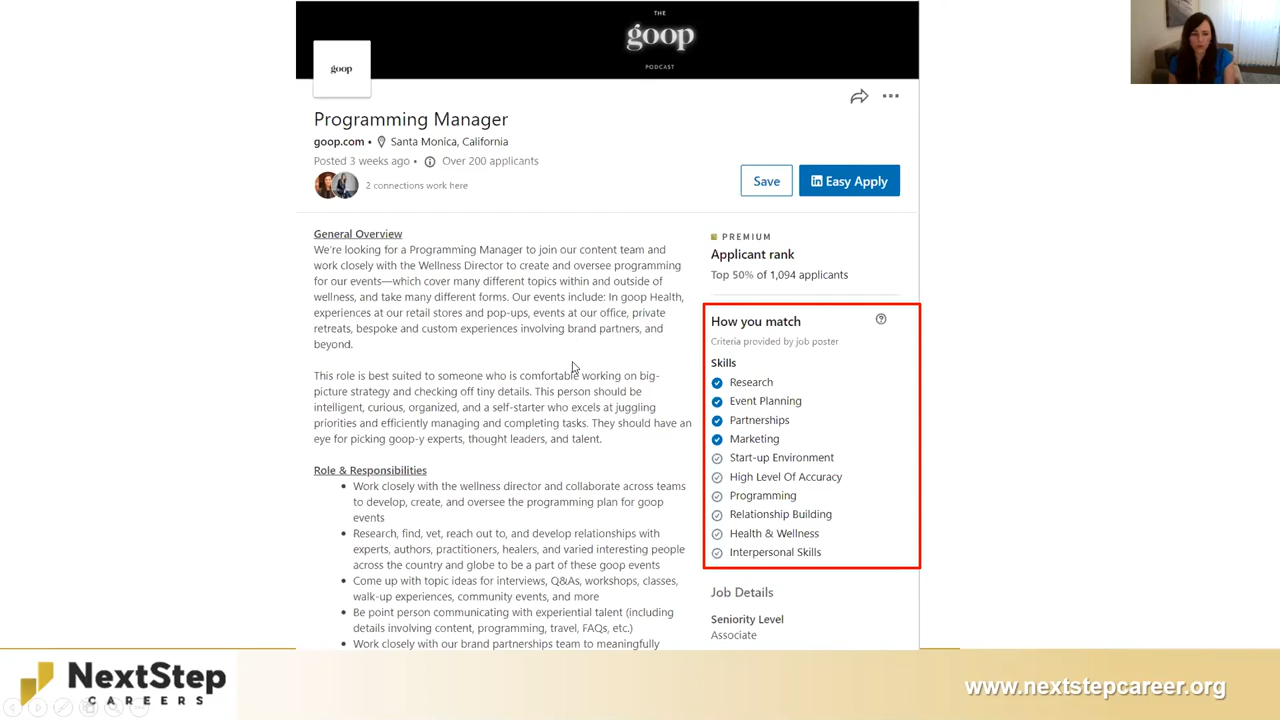 THE
goop
PODCAST
goop
Programming Manager
goop.com • Santa Monica, California
Posted 3 weeks ago • Over 200 applicants
2 connections work here
Save
in Easy Apply
General Overview
We're looking for a Programming Manager to join our content team and
work closely with the Wellness Director to create and oversee programming
for our events—which cover many different topics within and outside of
wellness, and take many different forms. Our events include: In goop Health,
experiences at our retail stores and pop-ups, events at our office, private
retreats, bespoke and custom experiences involving brand partners, and
beyond.
This role is best suited to someone who is comfortable working on big-
picture strategy and checking off tiny details. This person should be
intelligent, curious, organized, and a self-starter who excels at juggling
priorities and efficiently managing and completing tasks. They should have an
eye for picking goop-y experts, thought leaders, and talent.
Role & Responsibilities
• Work closely with the wellness director and collaborate across teams
to develop, create, and oversee the programming plan for goop
events
• Research, find, vet, reach out to, and develop relationships with
experts, authors, practitioners, healers, and varied interesting people
across the country and globe to be a part of these goop events
• Come up with topic ideas for interviews, Q&As, workshops, classes,
walk-up experiences, community events, and more
• Be point person communicating with experiential talent (including
details involving content, programming, travel, FAQs, etc.)
• Work closely with our brand partnerships team to meaningfully
PREMIUM
Applicant rank
Top 50% of 1,094 applicants
How you match
Criteria provided by job poster
Skills
Research
Event Planning
Partnerships
Marketing
Start-up Environment
High Level Of Accuracy
Programming
Relationship Building
Health & Wellness
Interpersonal Skills
Job Details
Seniority Level
Associate
NextStep
CAREERS
www.nextstepcareer.org